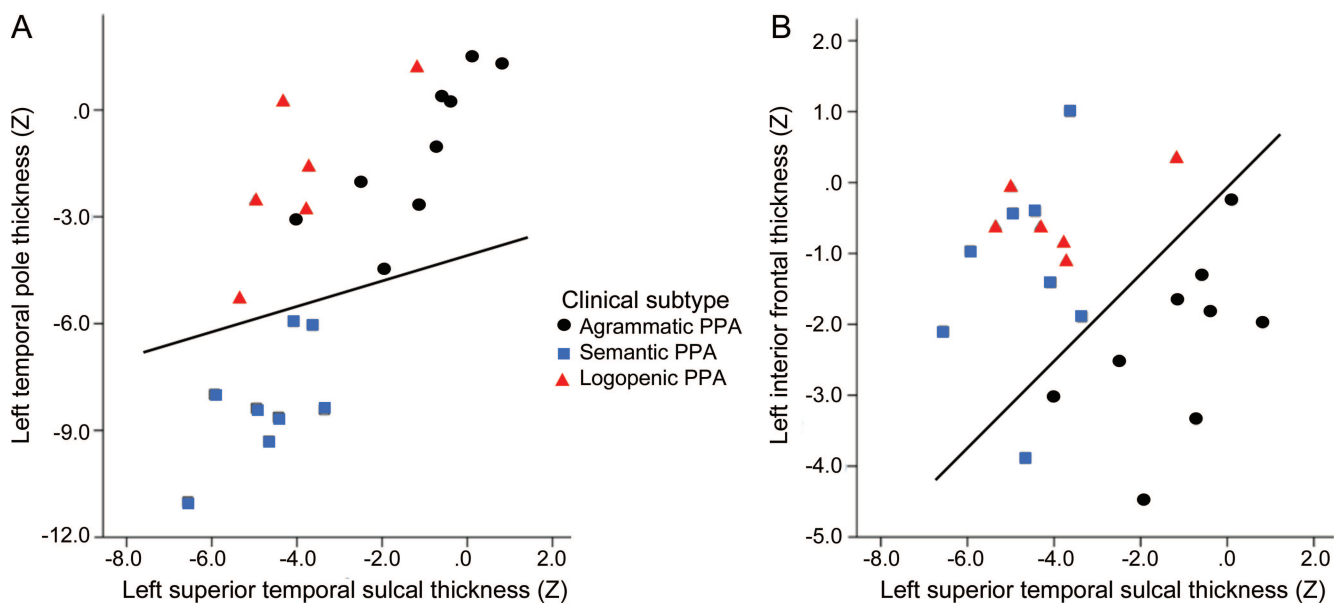 A
Left temporal pole thickness (Z)
.0
-3.0
-6.0
-9.0
-12.0
-8.0 -6.0 -4.0 -2.0 .0 2.0
Left superior temporal sulcal thickness (Z)
Clinical subtype
Agrammatic PPA
Semantic PPA
Logopenic PPA
B
Left interior frontal thickness (Z)
2.0
1.0
.0
-1.0
-2.0
-3.0
-4.0
-5.0
-8.0 -6.0 -4.0 -2.0 .0 2.0
Left superior temporal sulcal thickness (Z)